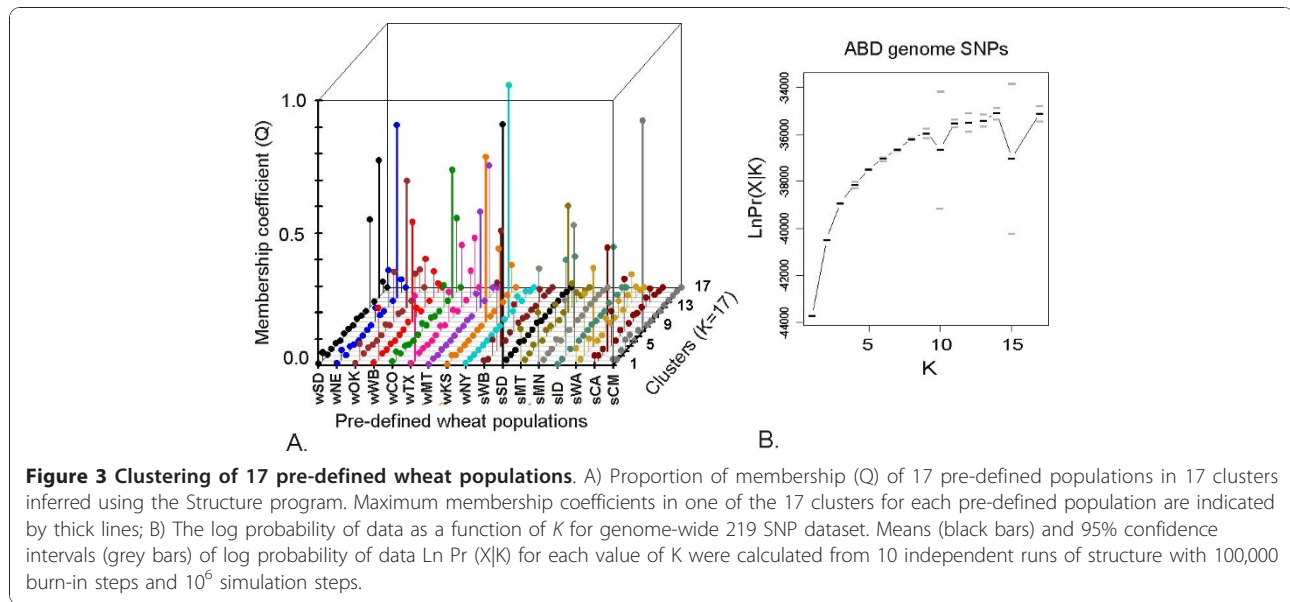 ABD genome SNPs
1.0
0.5
0.0
Membership coefficient (Q)
wSD
wNE
wOK
wWB
wCO
wTX
wMT
wKS
wNY
sWB
sSD
sMT
sMN
sID
sWA
sCA
sCM
1
5
9
13
17
Clusters (K=17)
Pre-defined wheat populations
A.
34000
36000
38000
40000
42000
44000
LnPr(X|K)
5
10
15
K
B.
Figure 3 Clustering of 17 pre-defined wheat populations. A) Proportion of membership (Q) of 17 pre-defined populations in 17 clusters
inferred using the Structure program. Maximum membership coefficients in one of the 17 clusters for each pre-defined population are indicated
by thick lines; B) The log probability of data as a function of K for genome-wide 219 SNP dataset. Means (black bars) and 95% confidence
intervals (grey bars) of log probability of data Ln Pr (X|K) for each value of K were calculated from 10 independent runs of structure with 100,000
burn-in steps and 10⁶ simulation steps.